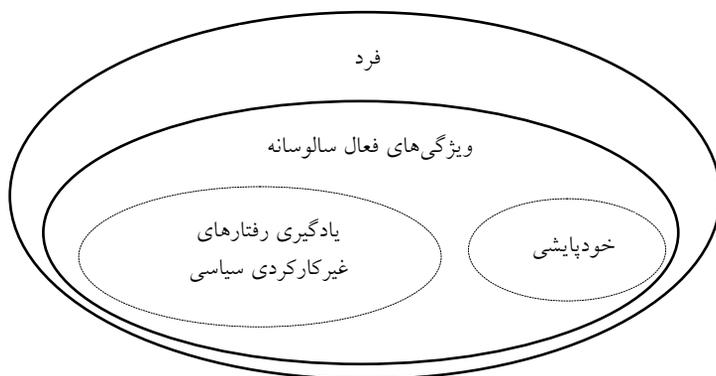 فرد
ویژگی‌های فعال سالوسانه
یادگیری رفتارهای
غیرکارکردی سیاسی
خودپایشی